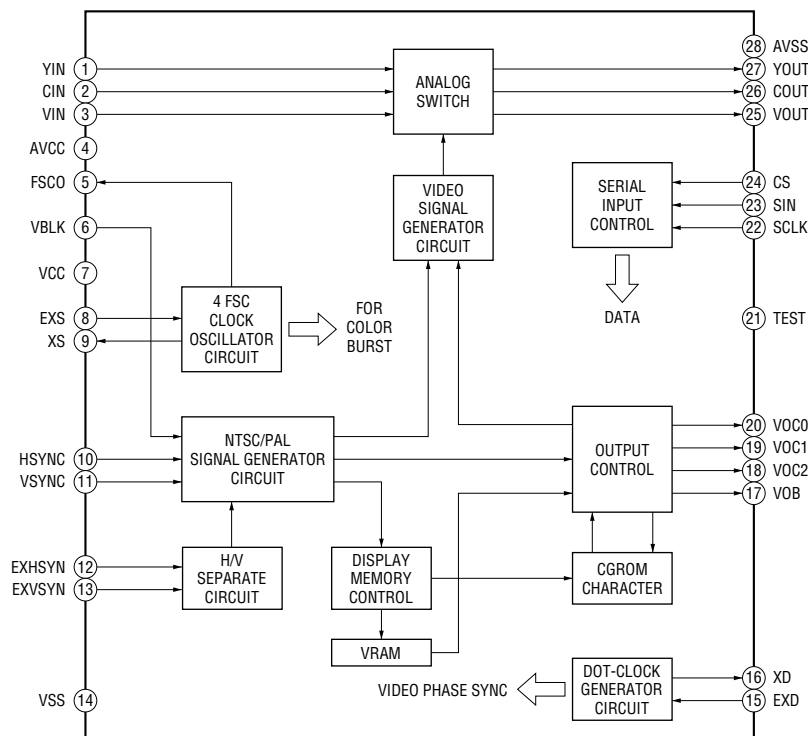 28 AVSS
YIN 1
27 YOUT
CIN 2
26 COUT
VIN 3
25 VOUT
ANALOG
SWITCH
AVCC 4
FSCO 5
24 CS
23 SIN
22 SCLK
VIDEO
SIGNAL
GENERATOR
CIRCUIT
SERIAL
INPUT
CONTROL
VBLK 6
VCC 7
4 FSC
CLOCK
OSCILLATOR
CIRCUIT
FOR
COLOR
BURST
DATA
EXS 8
XS 9
21 TEST
NTSC/PAL
SIGNAL GENERATOR
CIRCUIT
OUTPUT
CONTROL
20 VOC0
19 VOC1
18 VOC2
17 VOB
HSYNC 10
VSYNC 11
EXHSYN 12
EXVSYN 13
H/V
SEPARATE
CIRCUIT
DISPLAY
MEMORY
CONTROL
CGROM
CHARACTER
VRAM
VIDEO PHASE SYNC
DOT-CLOCK
GENERATOR
CIRCUIT
16 XD
15 EXD
VSS 14